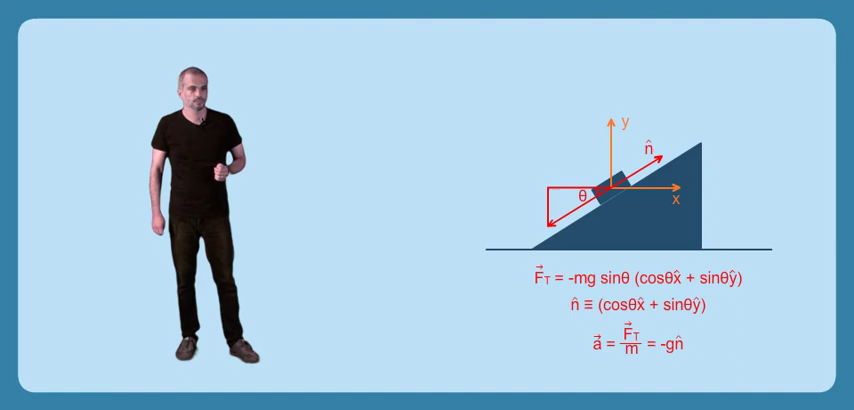 y
n̂
θ
x
F⃗T = -mg sinθ (cosθx̂ + sinθŷ)
n̂ ≡ (cosθx̂ + sinθŷ)
a⃗ = F⃗T/m = -gn̂